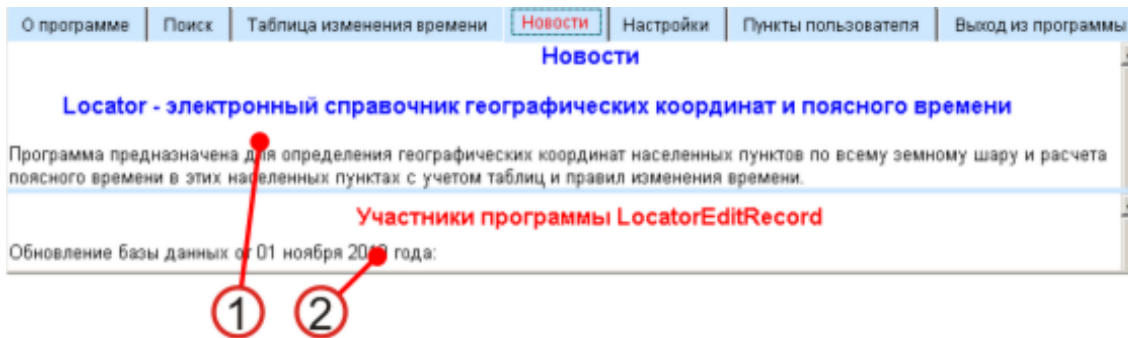 О программе Поиск Таблица изменения времени Новости Настройки Пункты пользователя Выход из программы
Новости
Locator - электронный справочник географических координат и поясного времени
Программа предназначена для определения географических координат населенных пунктов по всему земному шару и расчета
поясного времени в этих населенных пунктах с учетом таблиц и правил изменения времени.
Участники программы LocatorEditRecord
Обновление базы данных от 01 ноября года:
1 2